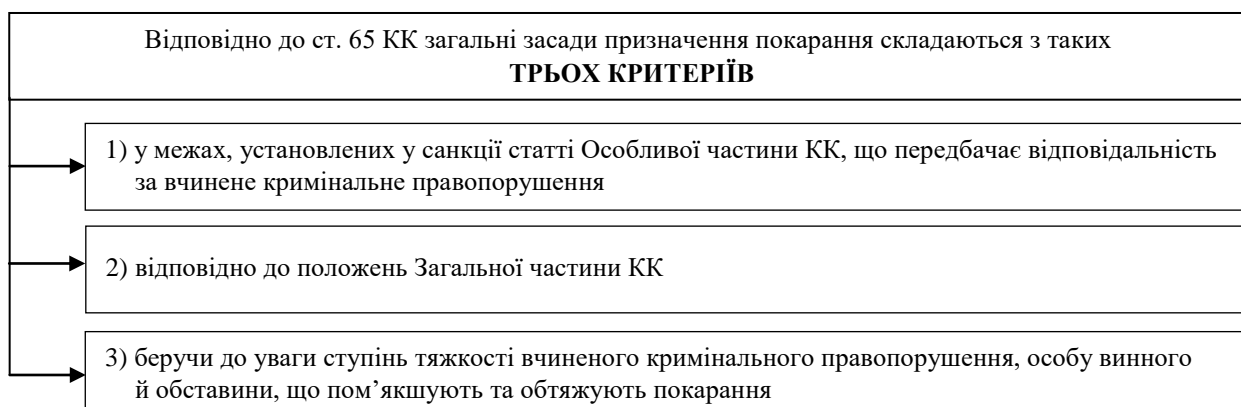 Відповідно до ст. 65 КК загальні засади призначення покарання складаються з таких
ТРЬОХ КРИТЕРІЇВ
1) у межах, установлених у санкції статті Особливої частини КК, що передбачає відповідальність
за вчинене кримінальне правопорушення
2) відповідно до положень Загальної частини КК
3) беручи до уваги ступінь тяжкості вчиненого кримінального правопорушення, особу винного
й обставини, що пом’якшують та обтяжують покарання